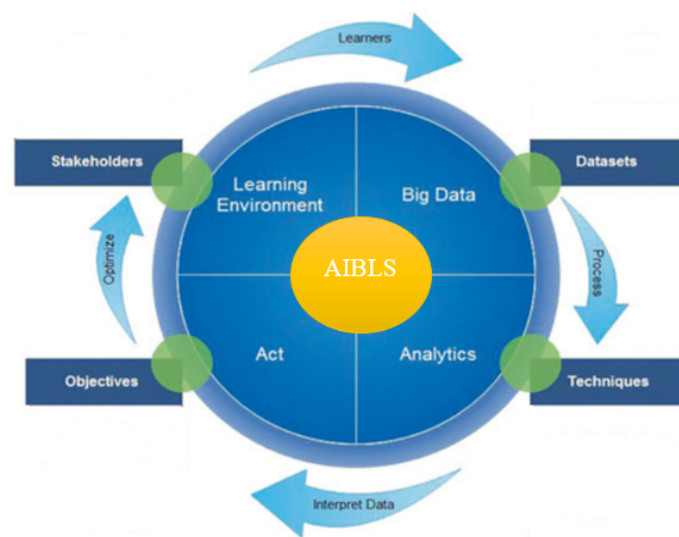 Learners
Stakeholders
Datasets
Learning
Environment
Big Data
AIBLS
Optimize
Process
Act
Analytics
Objectives
Techniques
Interpret Data